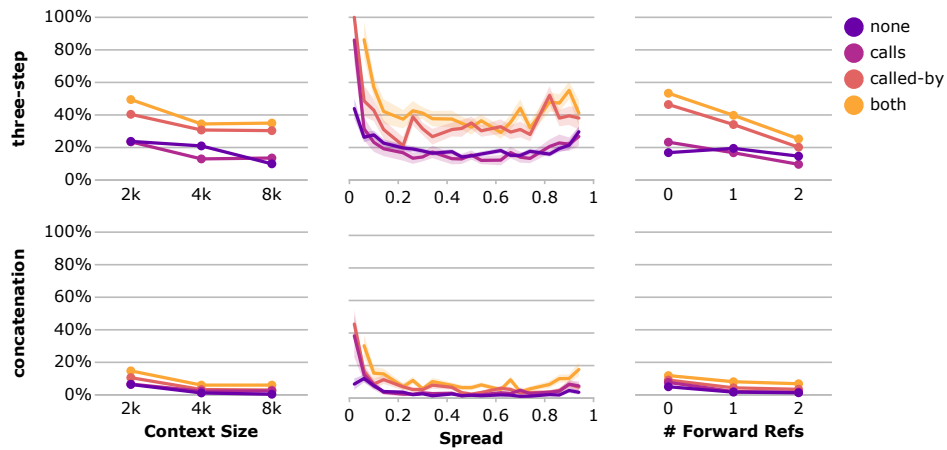 three-step
100%
80%
60%
40%
20%
0%
2k 4k 8k
0 0.2 0.4 0.6 0.8 1
0 1 2
none
calls
called-by
both
concatenation
100%
80%
60%
40%
20%
0%
2k 4k 8k
0 0.2 0.4 0.6 0.8 1
0 1 2
Context Size
Spread
# Forward Refs